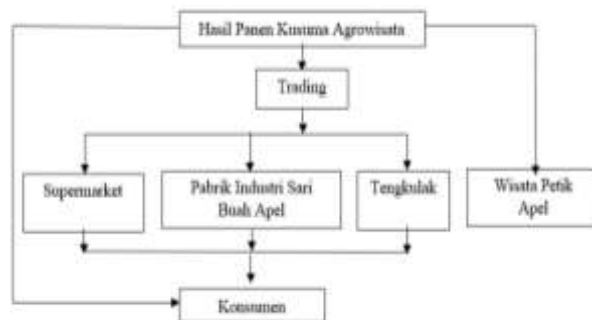 Hasil Panen Kusuma Agrowisata
Trading
Supermarket
Pabrik Industri Sari
Buah Apel
Tengkulak
Wisata Petik
Apel
Konsumen